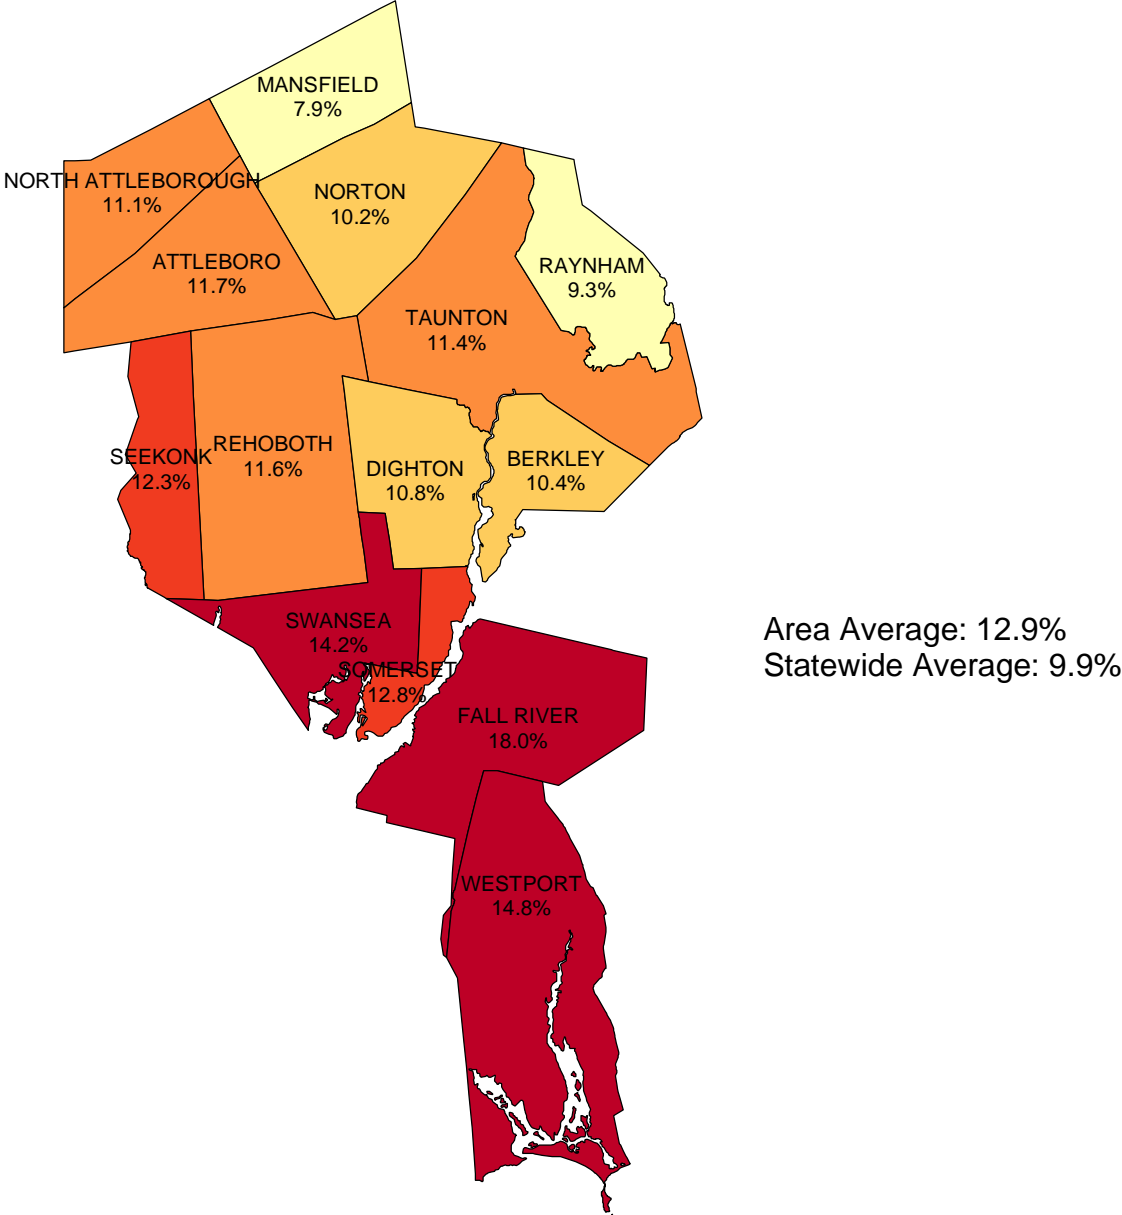 MANSFIELD
7.9%
NORTH ATTLEBOROUGH
11.1%
NORTON
10.2%
ATTLEBORO
11.7%
RAYNHAM
9.3%
TAUNTON
11.4%
SEEKONK
12.3%
REHOBOTH
11.6%
DIGHTON
10.8%
BERKLEY
10.4%
SWANSEA
14.2%
SOMERSET
12.8%
Area Average: 12.9%
Statewide Average: 9.9%
FALL RIVER
18.0%
WESTPORT
14.8%